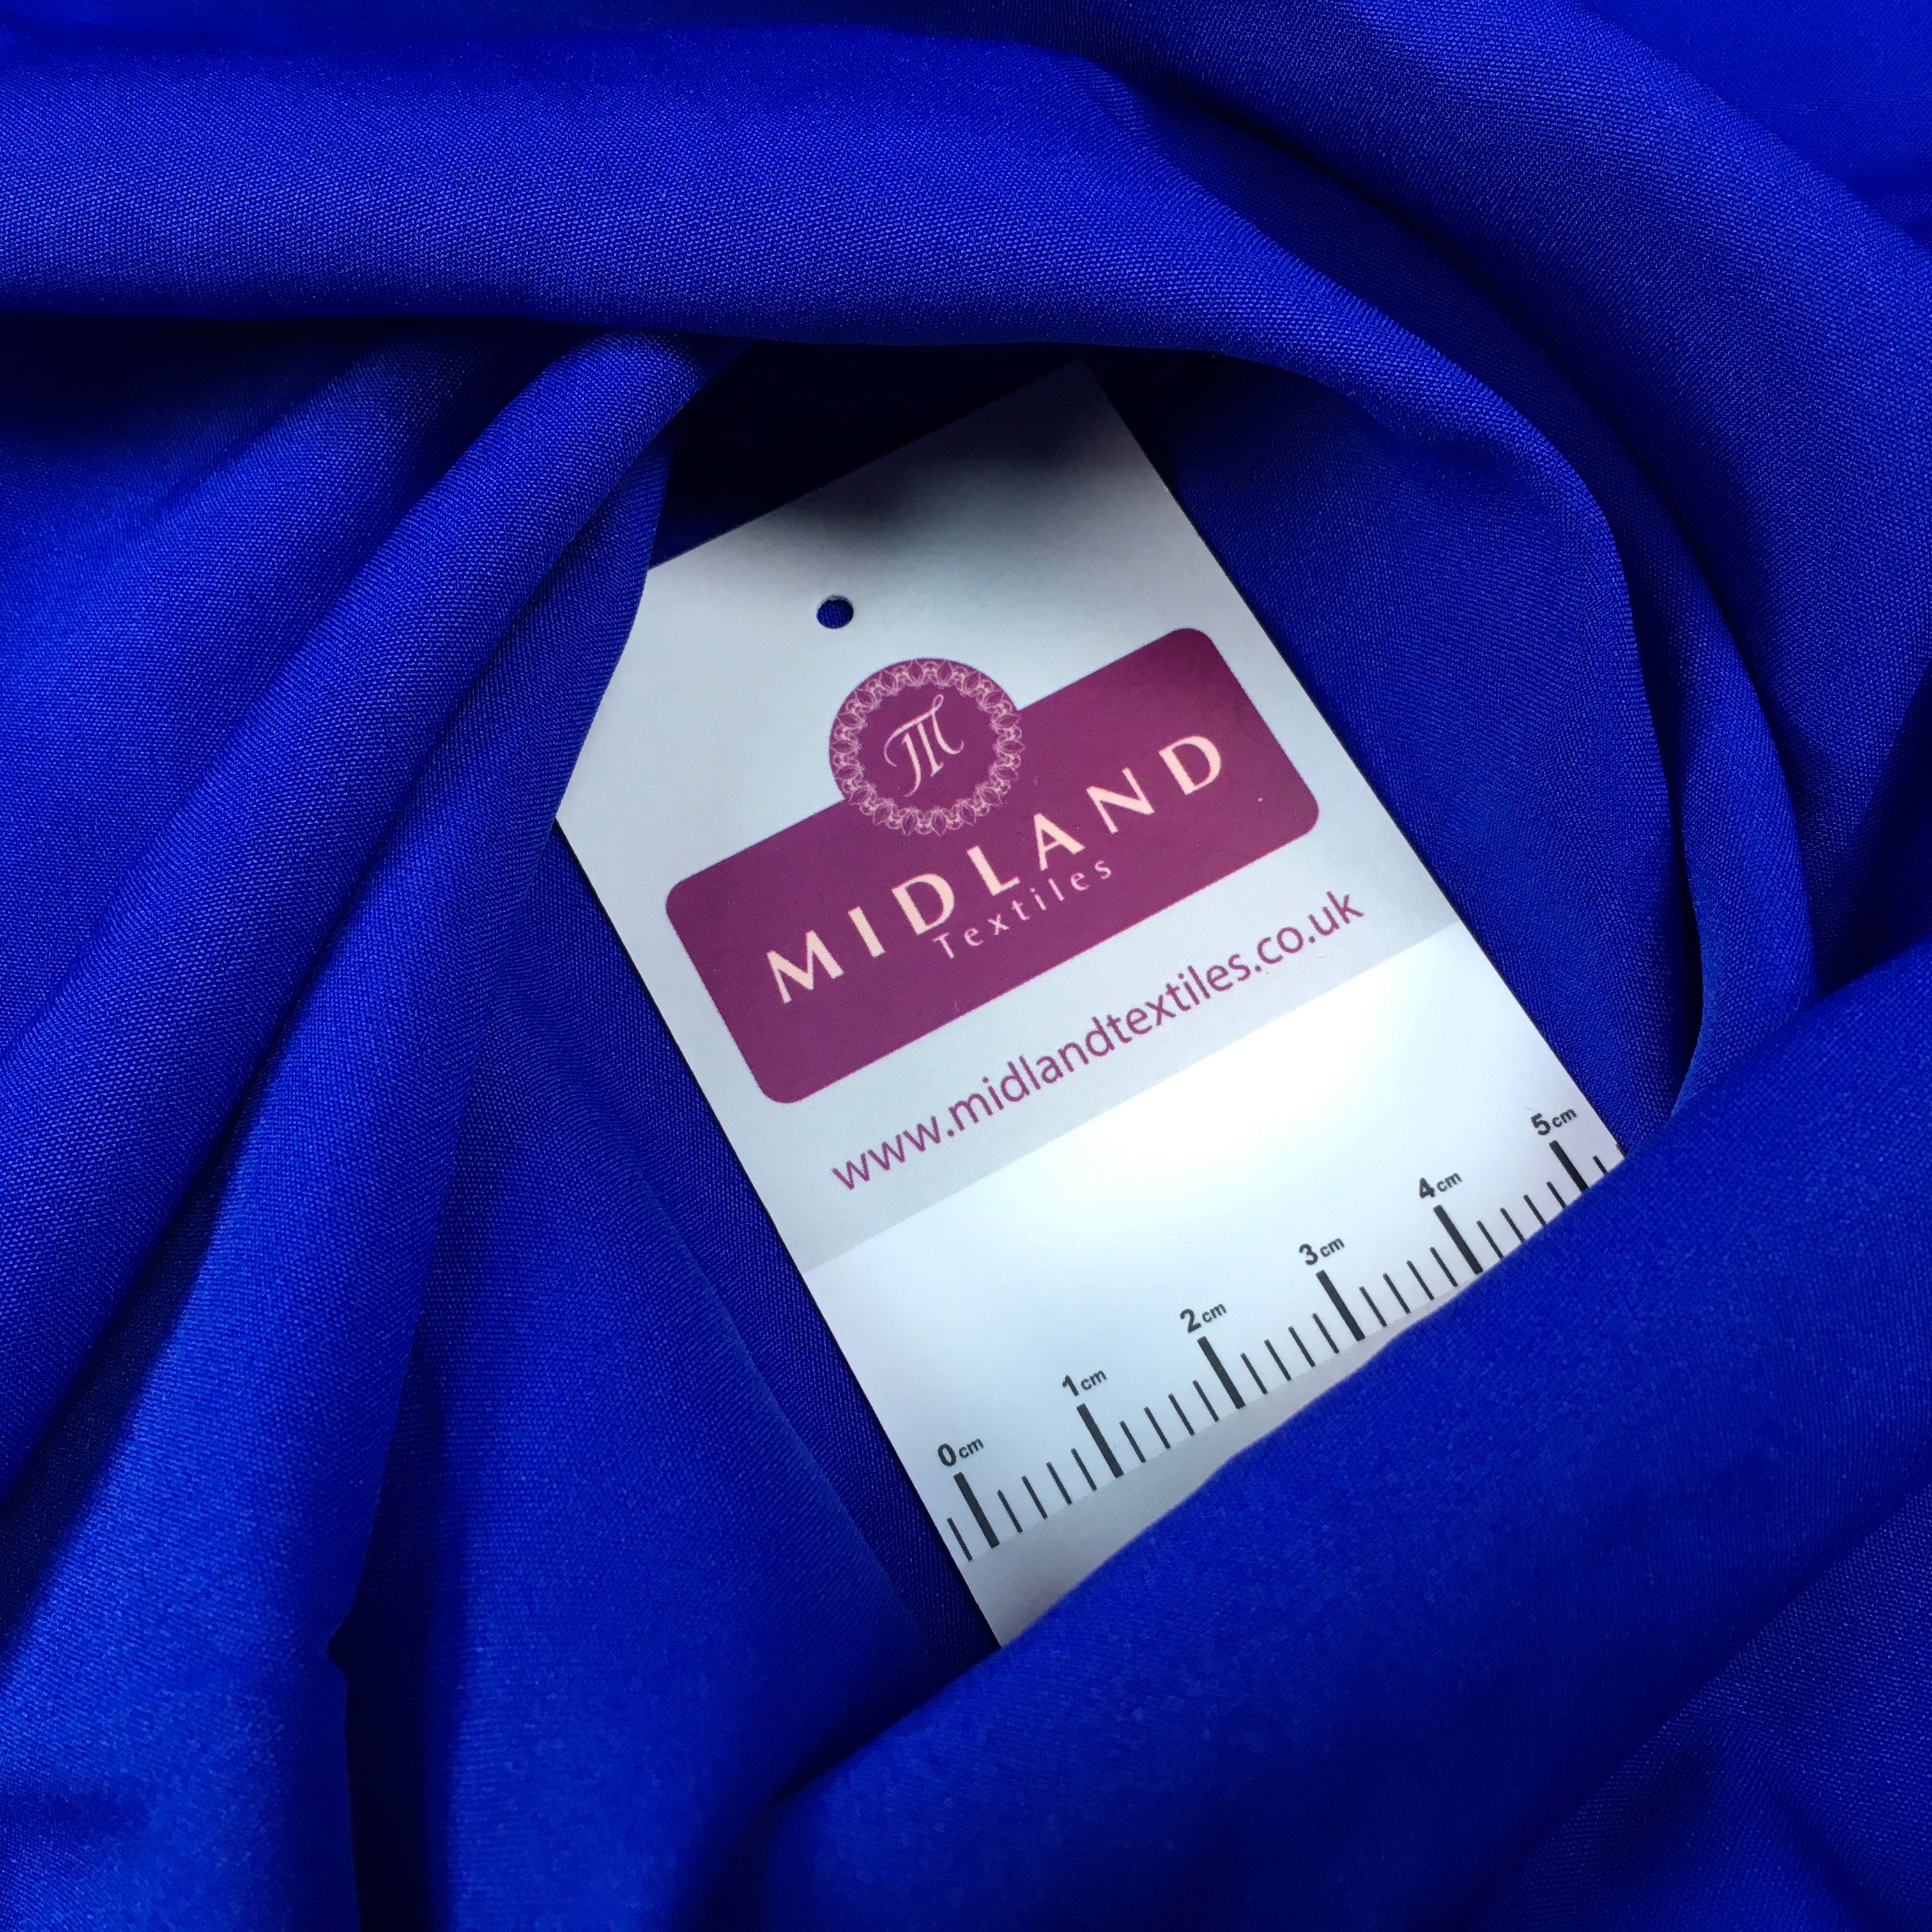 MIDLAND
Textiles
www.midlandtextiles.co.uk
0cm 1cm 2cm 3cm 4cm 5cm